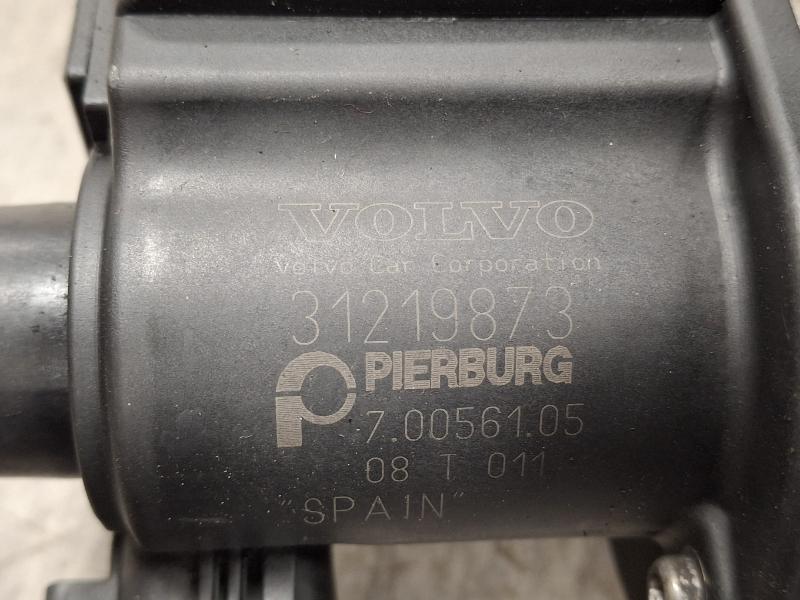 VOLVO
Volvo Car Corporation
31219873
PIERBURG
7.00561.05
08 T 011
"SPAIN"